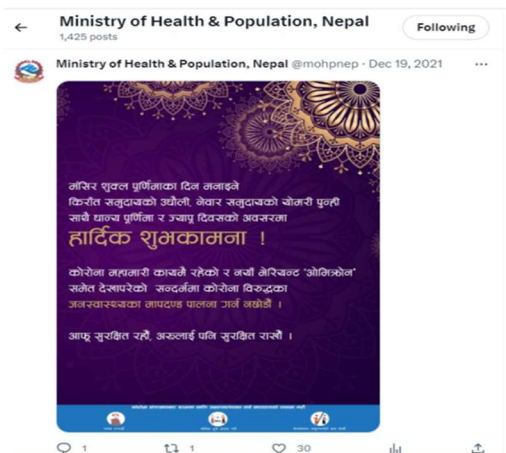 Ministry of Health & Population, Nepal
1,425 posts
Following
Ministry of Health & Population, Nepal @mohpnep · Dec 19, 2021
मंसिर शुक्ल पूर्णिमाका दिन मनाइने
किराँत समुदायको उधौली, नेवार समुदायको योमरी पुन्ही
साथै धान्य पूर्णिमा र ज्यापू दिवसको अवसरमा
हार्दिक शुभकामना !
कोरोना महामारी कायमै रहेको र नयाँ भेरियन्ट ‘ओमिक्रोन’
समेत देखापरेको सन्दर्भमा कोरोना विरुद्धका
जनस्वास्थ्यका मापदण्ड पालना गर्न नछोडौं ।
आफू सुरक्षित रहौं, अरुलाई पनि सुरक्षित राखौं ।
1
1
30